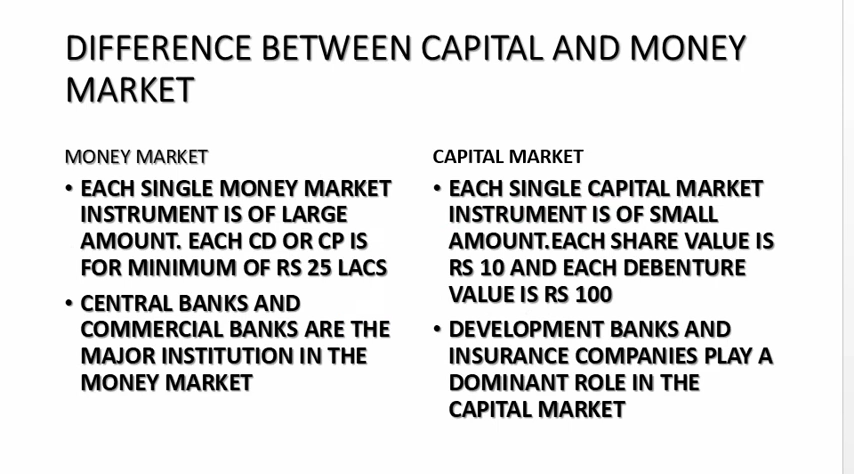 DIFFERENCE BETWEEN CAPITAL AND MONEY
MARKET
MONEY MARKET
• EACH SINGLE MONEY MARKET
INSTRUMENT IS OF LARGE
AMOUNT. EACH CD OR CP IS
FOR MINIMUM OF RS 25 LACS
• CENTRAL BANKS AND
COMMERCIAL BANKS ARE THE
MAJOR INSTITUTION IN THE
MONEY MARKET
CAPITAL MARKET
• EACH SINGLE CAPITAL MARKET
INSTRUMENT IS OF SMALL
AMOUNT.EACH SHARE VALUE IS
RS 10 AND EACH DEBENTURE
VALUE IS RS 100
• DEVELOPMENT BANKS AND
INSURANCE COMPANIES PLAY A
DOMINANT ROLE IN THE
CAPITAL MARKET